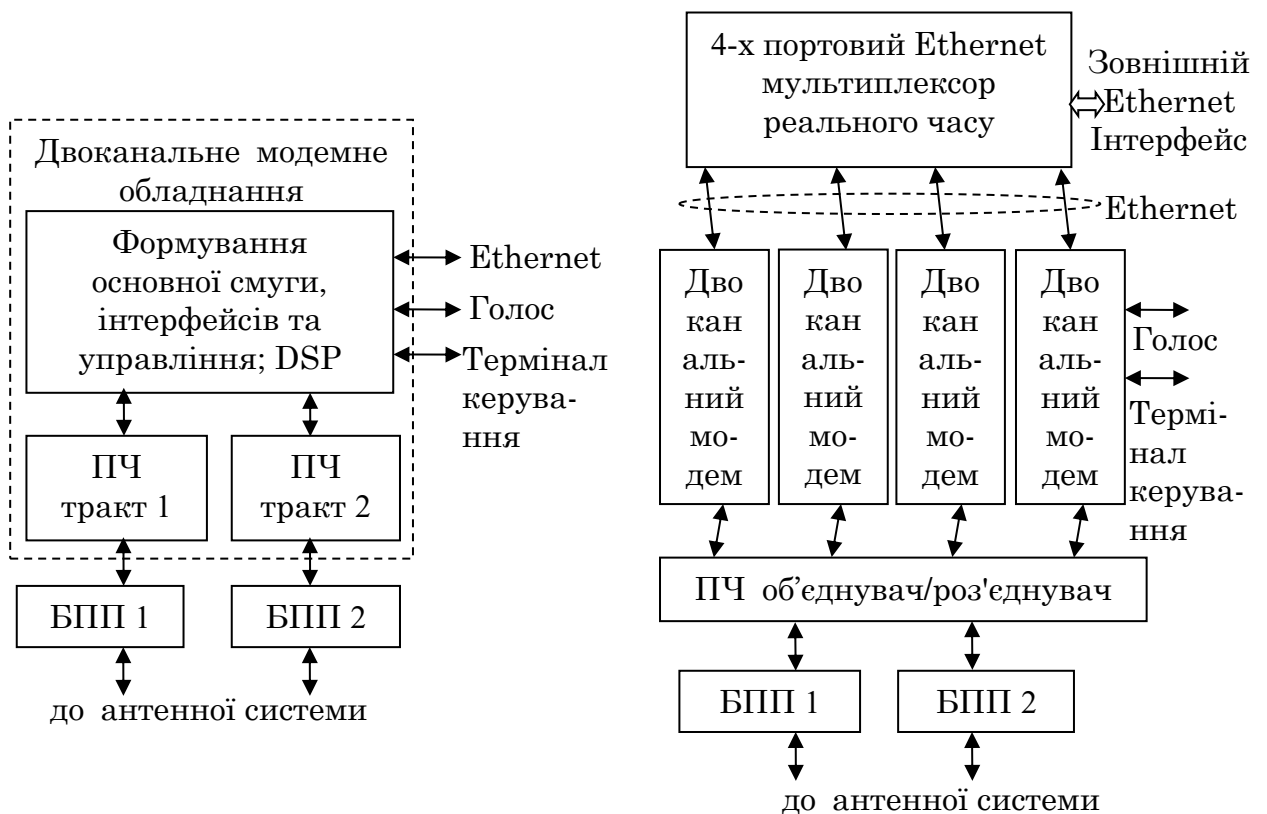 Двоканальне модемне
обладнання
Формування
основної смуги,
інтерфейсів та
управління; DSP
Ethernet
Голос
Термінал
керува-
ння
ПЧ
тракт 1
ПЧ
тракт 2
БПП 1
БПП 2
до антенної системи
4-х портовий Ethernet
мультиплексор
реального часу
Зовнішній
Ethernet
Інтерфейс
Ethernet
Дво
кан
аль-
ний
мо-
дем
Дво
кан
аль-
ний
мо-
дем
Дво
кан
аль-
ний
мо-
дем
Дво
кан
аль-
ний
мо-
дем
Голос
Термі-
нал
керува-
ння
ПЧ об’єднувач/роз'єднувач
БПП 1
БПП 2
до антенної системи